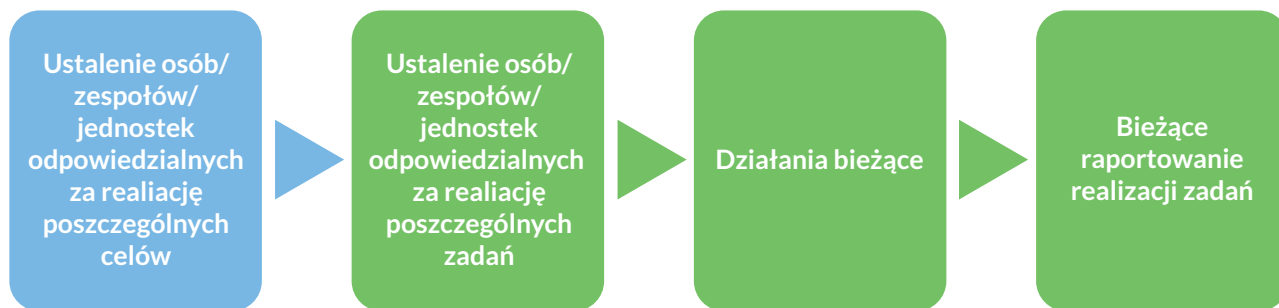 Ustalenie osób/
zespołów/
jednostek
odpowiedzialnych
za realiację
poszczególnych
celów
Ustalenie osób/
zespołów/
jednostek
odpowiedzialnych
za realiację
poszczególnych
zadań
Działania bieżące
Bieżące
raportowanie
realizacji zadań